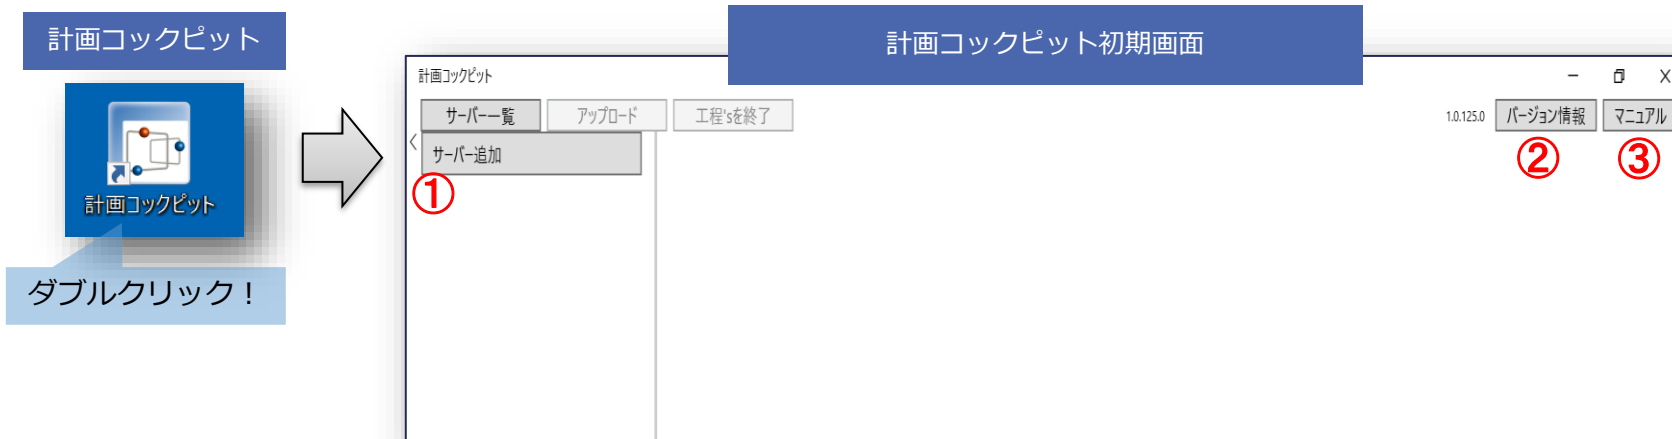 計画コックピット
計画コックピット
ダブルクリック！
計画コックピット初期画面
計画コックピット
サーバー一覧 アップロード 工程'sを終了 1.0.125.0 バージョン情報 マニュアル
サーバー追加
① ② ③